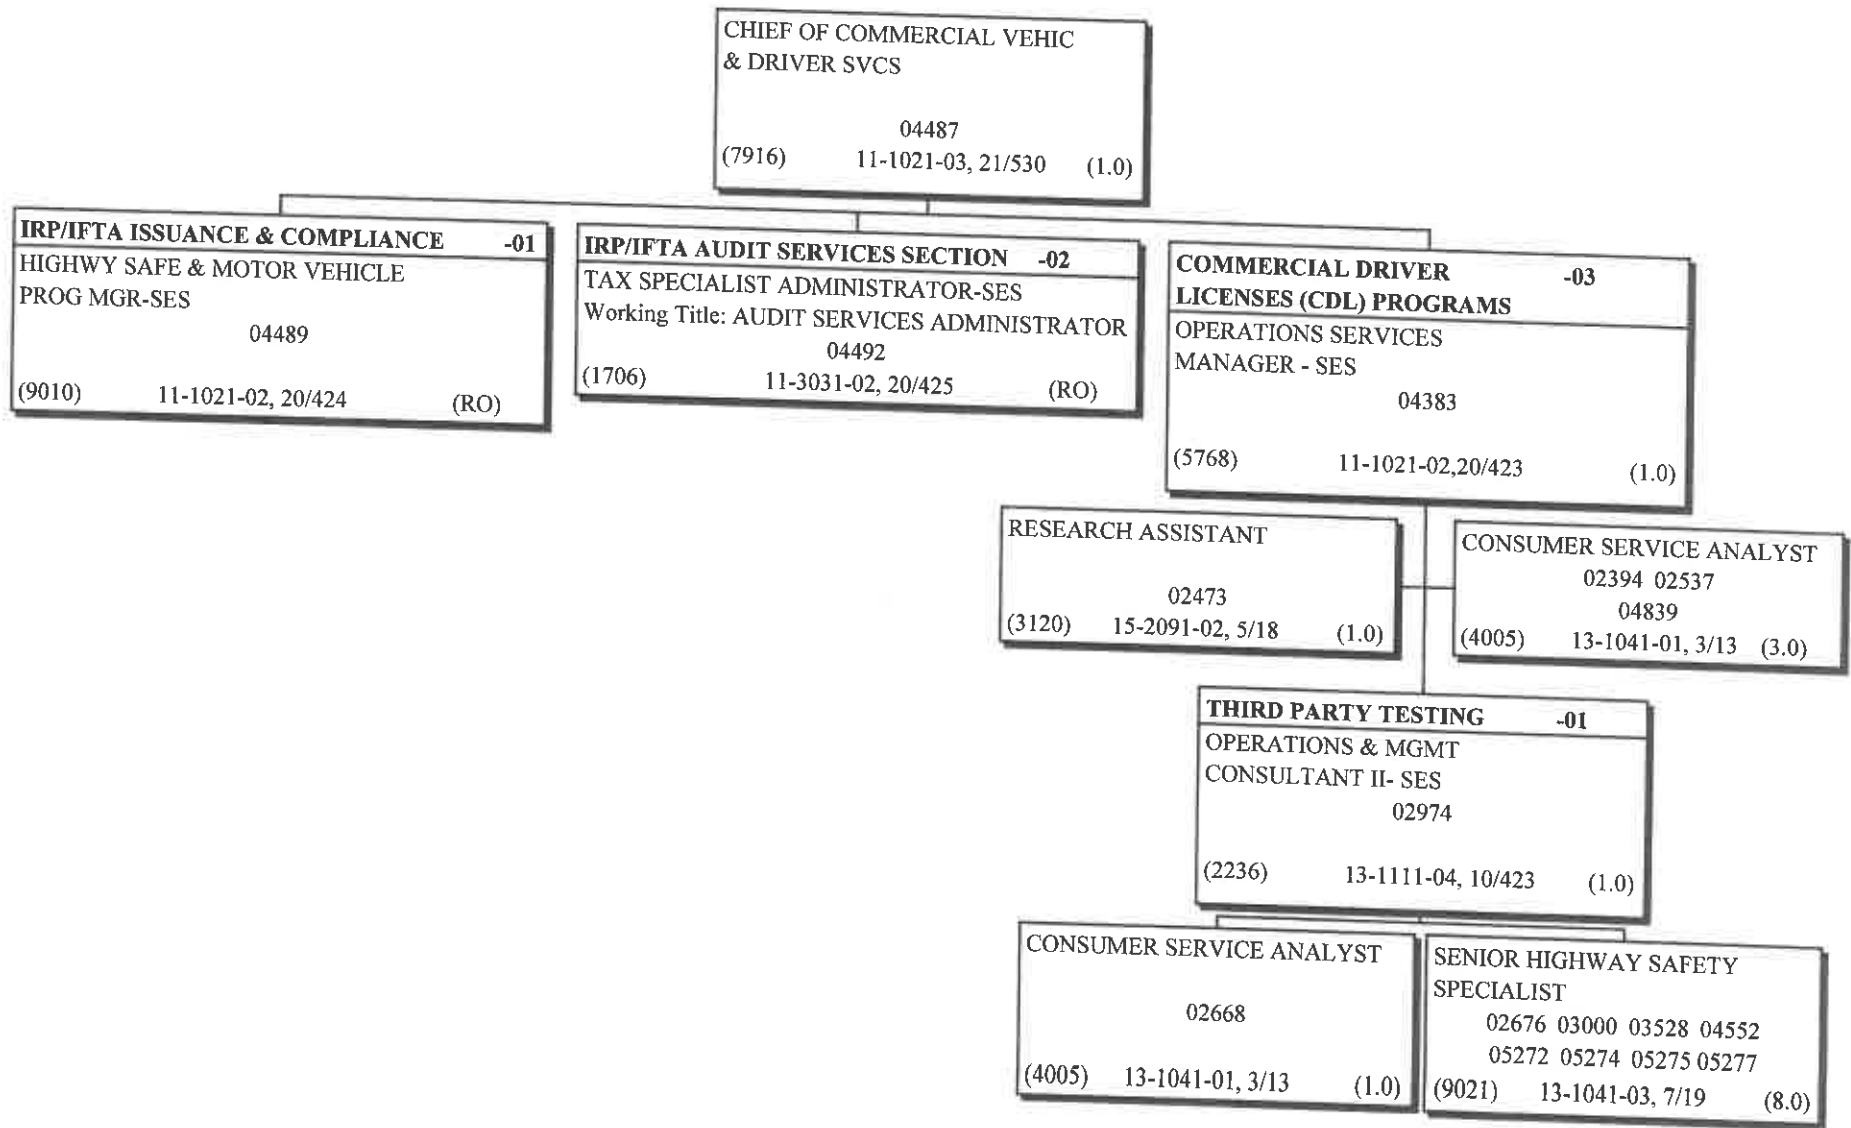 CHIEF OF COMMERCIAL VEHIC
& DRIVER SVCS
04487
(7916) 11-1021-03, 21/530 (1.0)
IRP/IFTA ISSUANCE & COMPLIANCE -01
HIGHWY SAFE & MOTOR VEHICLE
PROG MGR-SES
04489
(9010) 11-1021-02, 20/424 (RO)
IRP/IFTA AUDIT SERVICES SECTION -02
TAX SPECIALIST ADMINISTRATOR-SES
Working Title: AUDIT SERVICES ADMINISTRATOR
04492
(1706) 11-3031-02, 20/425 (RO)
COMMERCIAL DRIVER -03
LICENSES (CDL) PROGRAMS
OPERATIONS SERVICES
MANAGER - SES
04383
(5768) 11-1021-02,20/423 (1.0)
RESEARCH ASSISTANT
02473
(3120) 15-2091-02, 5/18 (1.0)
CONSUMER SERVICE ANALYST
02394 02537
04839
(4005) 13-1041-01, 3/13 (3.0)
THIRD PARTY TESTING -01
OPERATIONS & MGMT
CONSULTANT II- SES
02974
(2236) 13-1111-04, 10/423 (1.0)
CONSUMER SERVICE ANALYST
02668
(4005) 13-1041-01, 3/13 (1.0)
SENIOR HIGHWAY SAFETY
SPECIALIST
02676 03000 03528 04552
05272 05274 05275 05277
(9021) 13-1041-03, 7/19 (8.0)